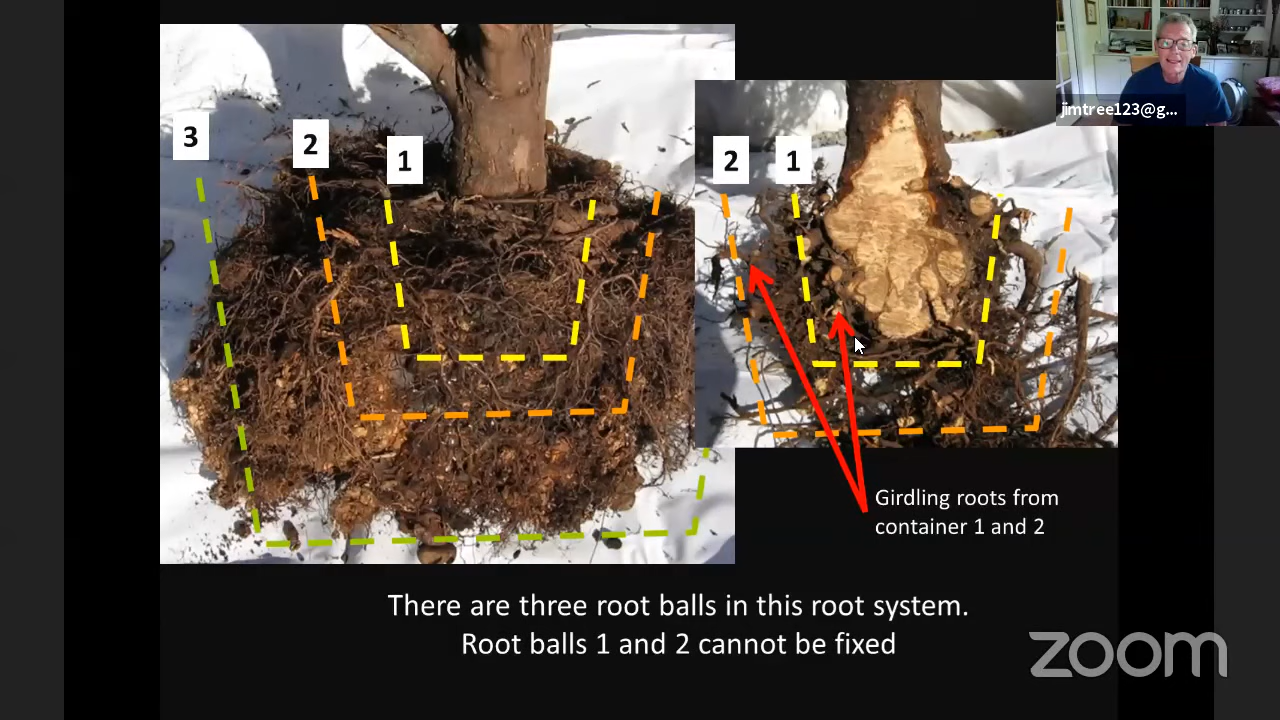 3
2
1
2
1
jimtree123@g...
Girdling roots from
container 1 and 2
There are three root balls in this root system.
Root balls 1 and 2 cannot be fixed
zoom